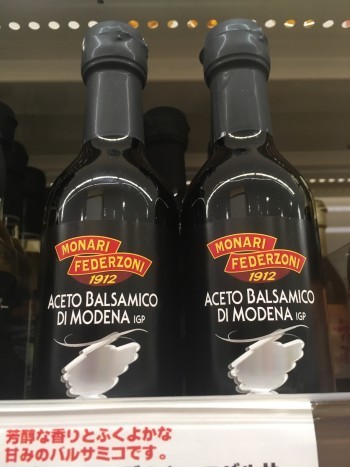 MONARI
FEDERZONI
1912
ACETO BALSAMICO
DI MODENA IGP
MONARI
FEDERZONI
1912
ACETO BALSAMICO
DI MODENA IGP
芳醇な香りとふくよかな
甘みのバルサミコです。